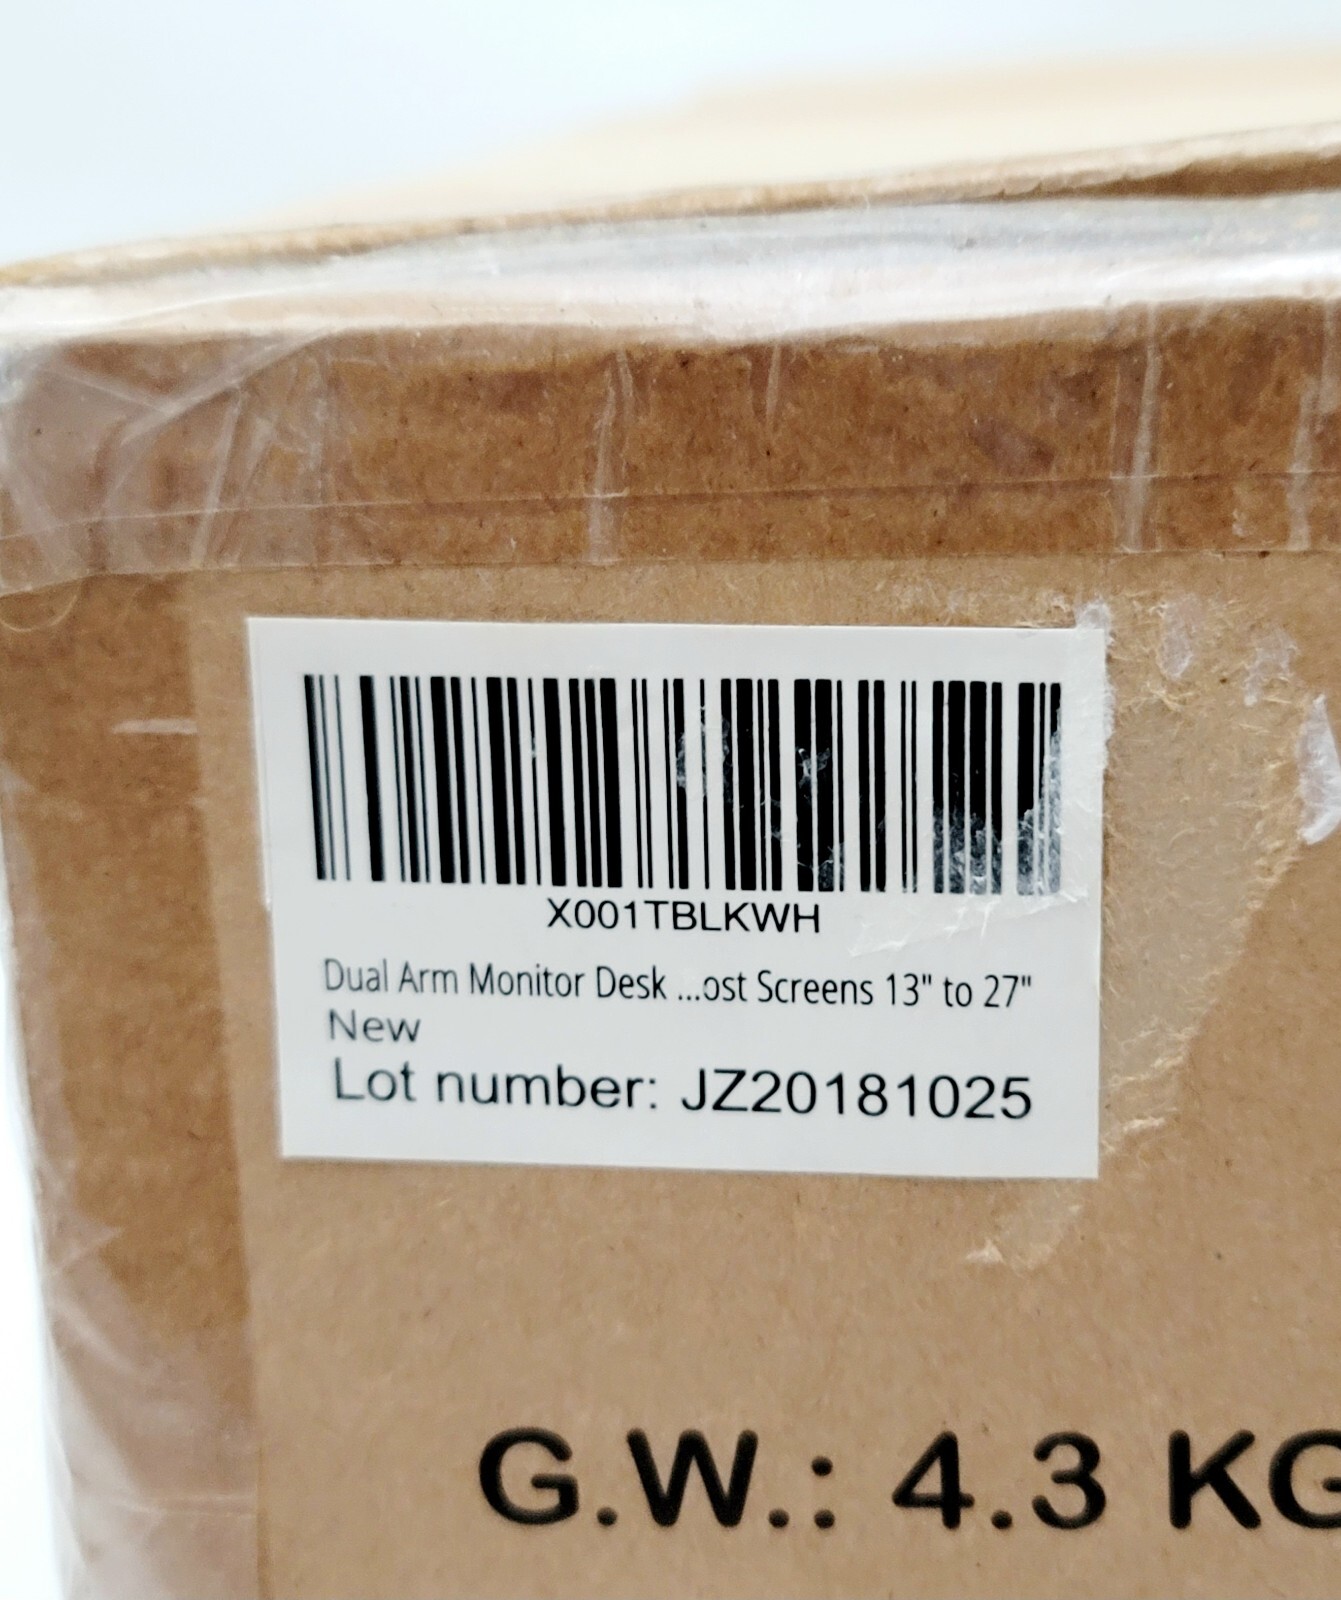 X001TBLKWH
Dual Arm Monitor Desk ...ost Screens 13" to 27"
New
Lot number: JZ20181025
G.W.: 4.3 KG